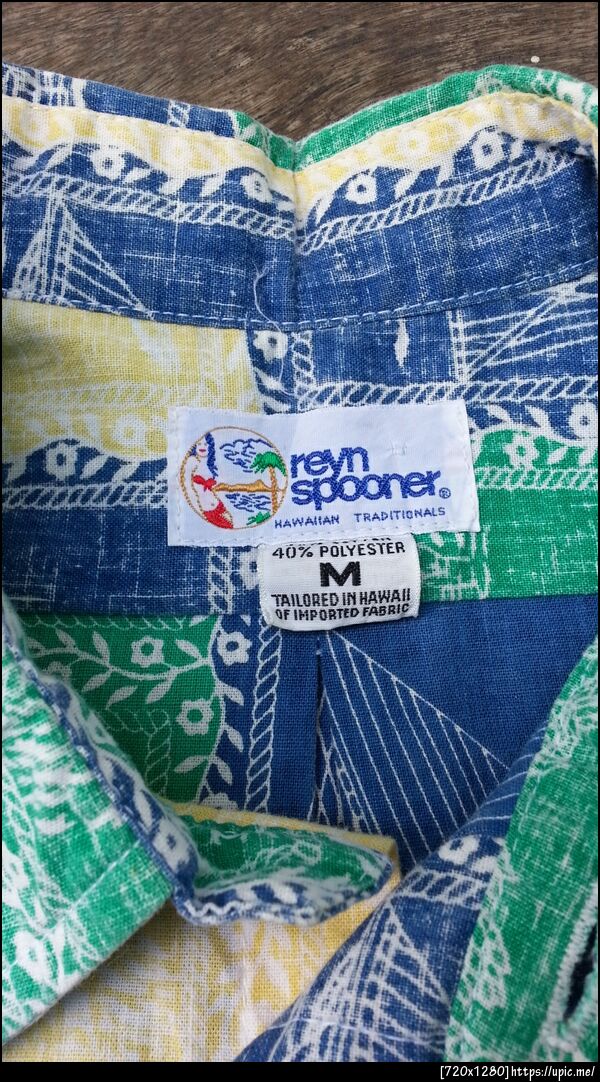 reyn
spooner®
HAWAIIAN TRADITIONALS
40% POLYESTER
M
TAILORED IN HAWAII
OF IMPORTED FABRIC
[720x1280]https://upic.me/